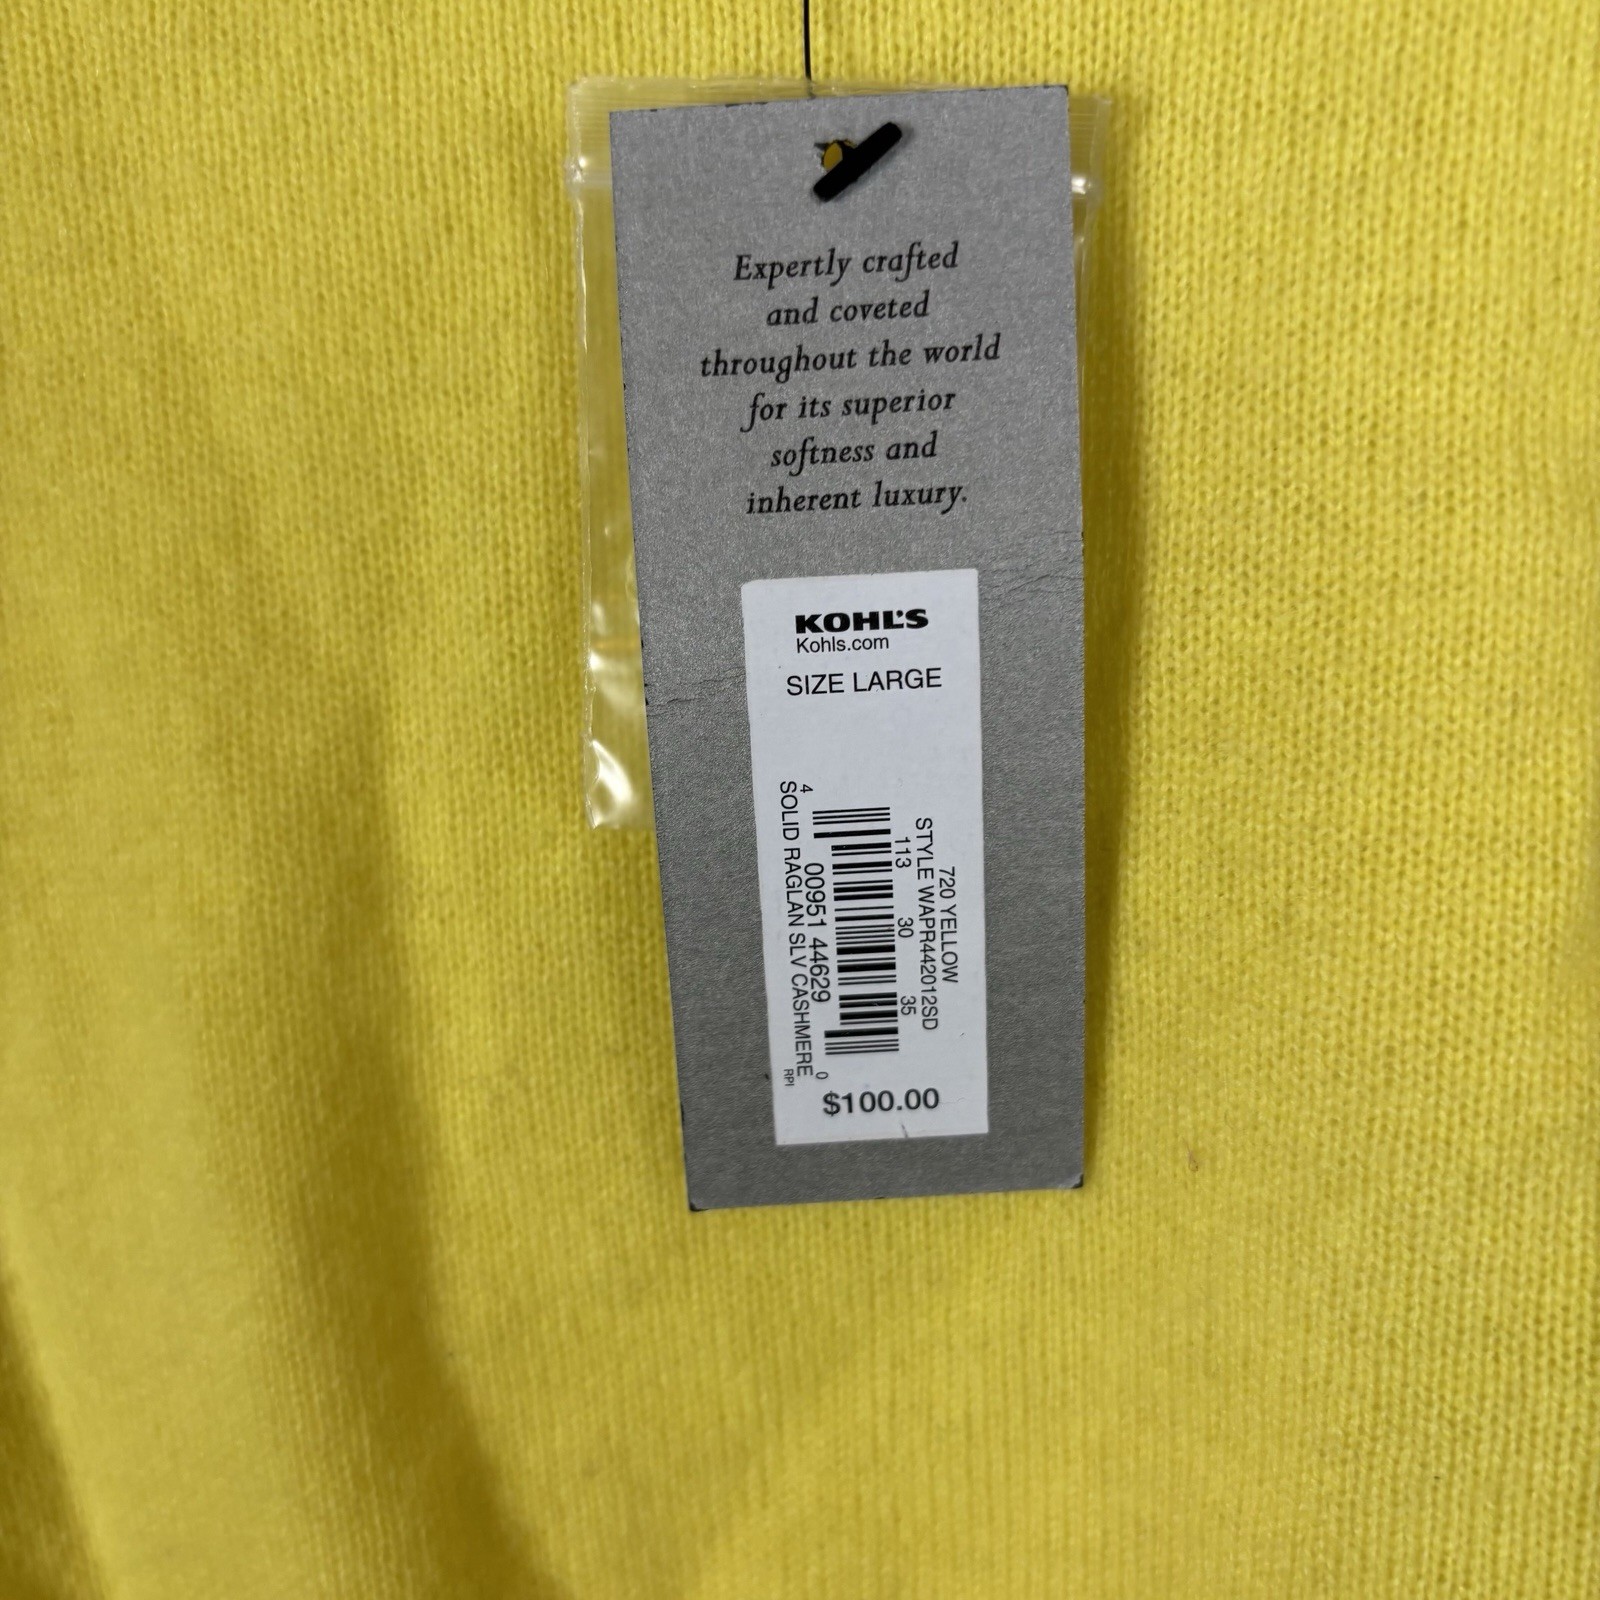 Expertly crafted
and coveted
throughout the world
for its superior
softness and
inherent luxury.
KOHL'S
Kohls.com
SIZE LARGE
720 YELLOW
STYLE WAPR442012SD
113 30 35
4 00951 44629 0
SOLID RAGLAN SLV CASHMERE
RPI
$100.00